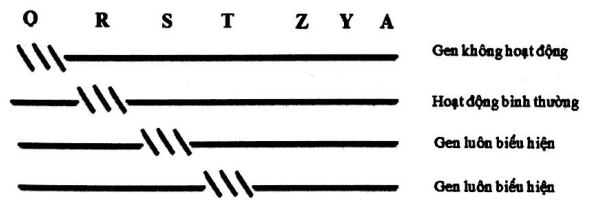 Q R S T Z Y A
Gen không hoạt động
Hoạt động bình thường
Gen luôn biểu hiện
Gen luôn biểu hiện